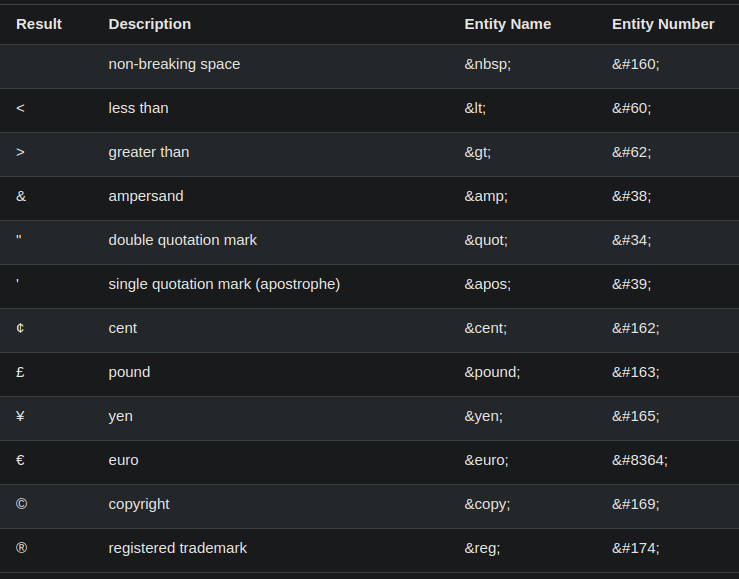 Result Description Entity Name Entity Number
non-breaking space &nbsp; &#160;
< less than &lt; &#60;
> greater than &gt; &#62;
& ampersand &amp; &#38;
" double quotation mark &quot; &#34;
' single quotation mark (apostrophe) &apos; &#39;
¢ cent &cent; &#162;
£ pound &pound; &#163;
¥ yen &yen; &#165;
€ euro &euro; &#8364;
© copyright &copy; &#169;
® registered trademark &reg; &#174;